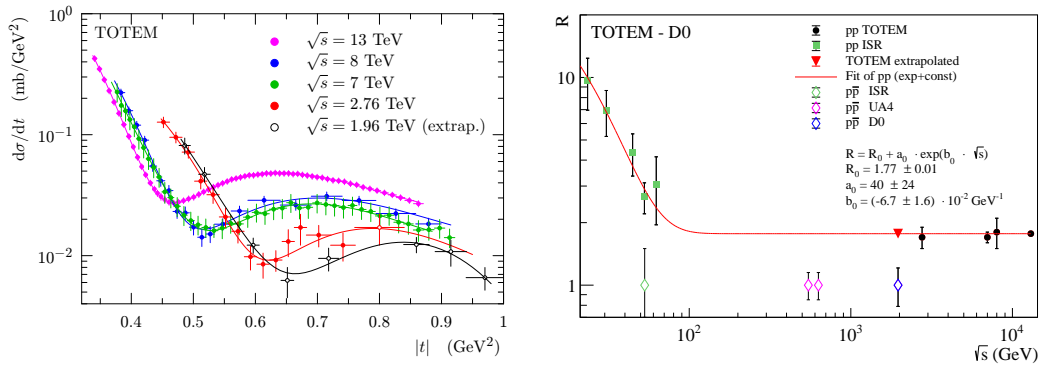 TOTEM
√s = 13 TeV
√s = 8 TeV
√s = 7 TeV
√s = 2.76 TeV
√s = 1.96 TeV (extrap.)
dσ/dt (mb/GeV²)
10⁰
10⁻¹
10⁻²
0.4 0.5 0.6 0.7 0.8 0.9 1
|t| (GeV²)
TOTEM - D0
pp TOTEM
pp ISR
TOTEM extrapolated
Fit of pp (exp+const)
pp̅ ISR
pp̅ UA4
pp̅ D0
R = R₀ + a₀ · exp(b₀ · √s)
R₀ = 1.77 ± 0.01
a₀ = 40 ± 24
b₀ = (-6.7 ± 1.6) · 10⁻² GeV⁻¹
R
10
1
10² 10³ 10⁴
√s (GeV)